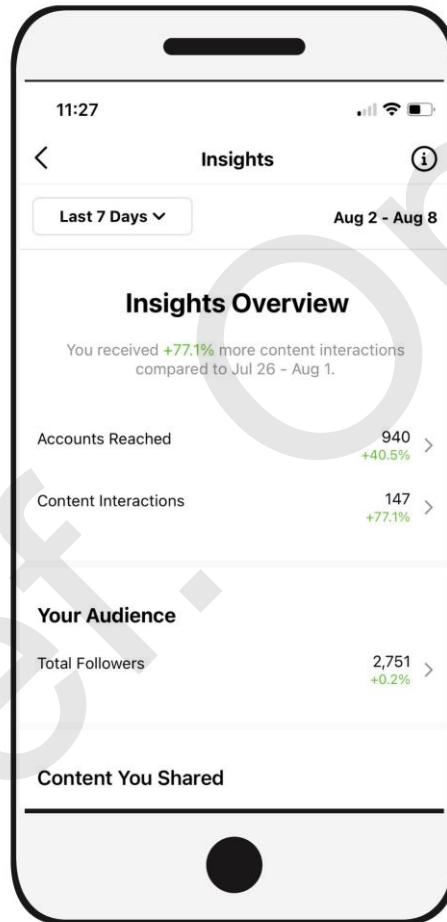 11:27
Insights
Last 7 Days
Aug 2 - Aug 8
Insights Overview
You received +77.1% more content interactions
compared to Jul 26 - Aug 1.
Accounts Reached 940
+40.5%
Content Interactions 147
+77.1%
Your Audience
Total Followers 2,751
+0.2%
Content You Shared